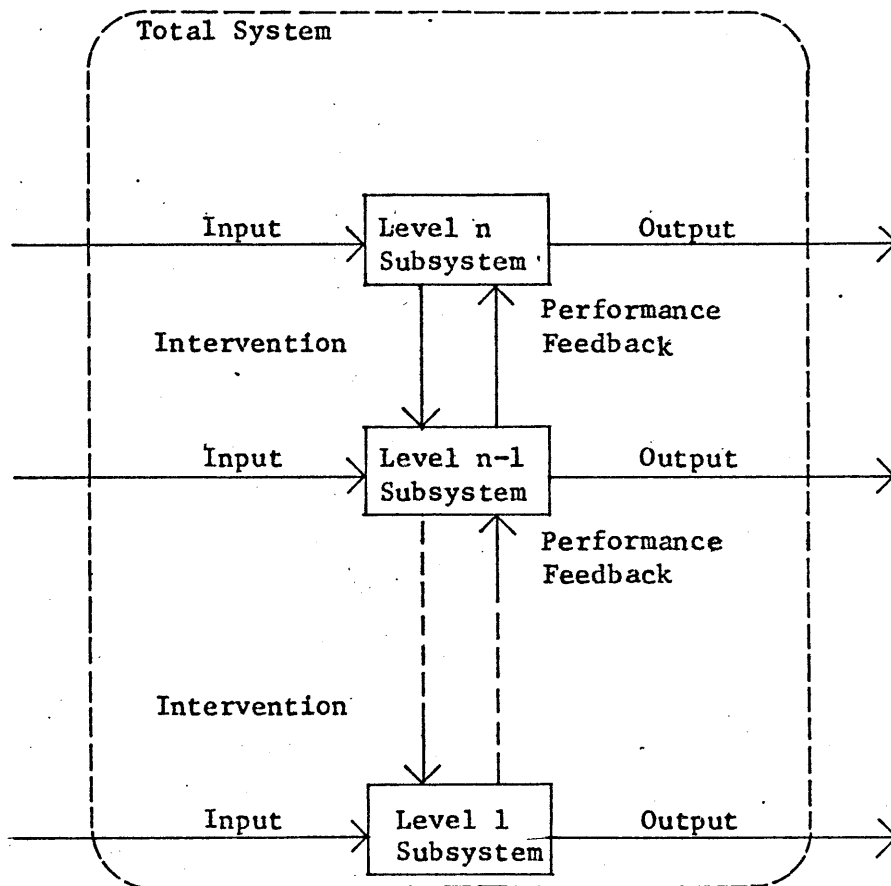 Total System
Input
Level n
Subsystem
Output
Intervention
Performance
Feedback
Input
Level n-1
Subsystem
Output
Performance
Feedback
Intervention
Input
Level 1
Subsystem
Output